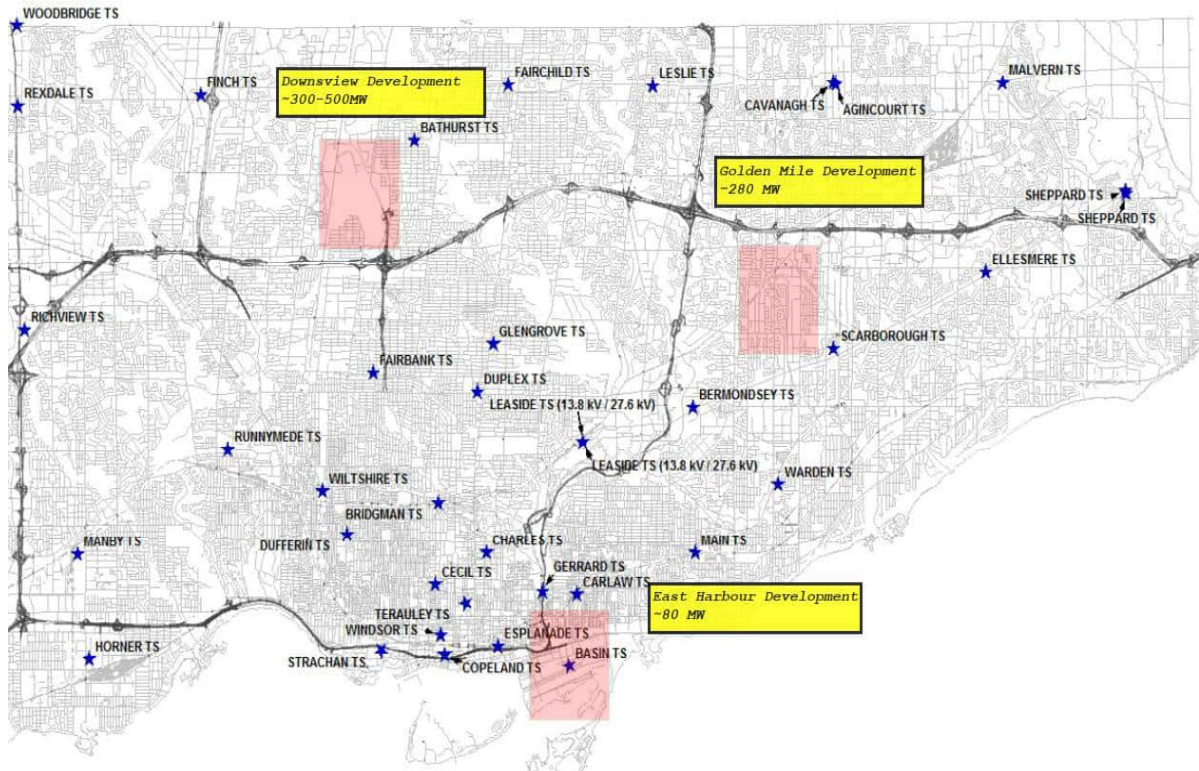 WOODBRIDGE TS
REXDALE TS
FINCH TS
Downsview Development
~300-500MW
FAIRCHILD TS
LESLIE TS
CAVANAGH TS
AGINCOURT TS
MALVERN TS
BATHURST TS
Golden Mile Development
~280 MW
SHEPPARD TS
SHEPPARD TS
ELLESMERE TS
RICHVIEW TS
GLENGROVE TS
SCARBOROUGH TS
FAIRBANK TS
DUPLEX TS
BERMONDSEY TS
LEASIDE TS (13.8 kV / 27.6 kV)
LEASIDE TS (13.8 kV / 27.6 kV)
RUNNYMEDE TS
WARDEN TS
WILTSHIRE TS
BRIDGMAN TS
DUFFERIN TS
MANBY TS
CHARLES TS
MAIN TS
GERRARD TS
CECIL TS
CARLAW TS
East Harbour Development
~80 MW
TERAULEY TS
WINDSOR TS
ESPLANADE TS
HORNER TS
STRACHAN TS
COPELAND TS
BASIN TS